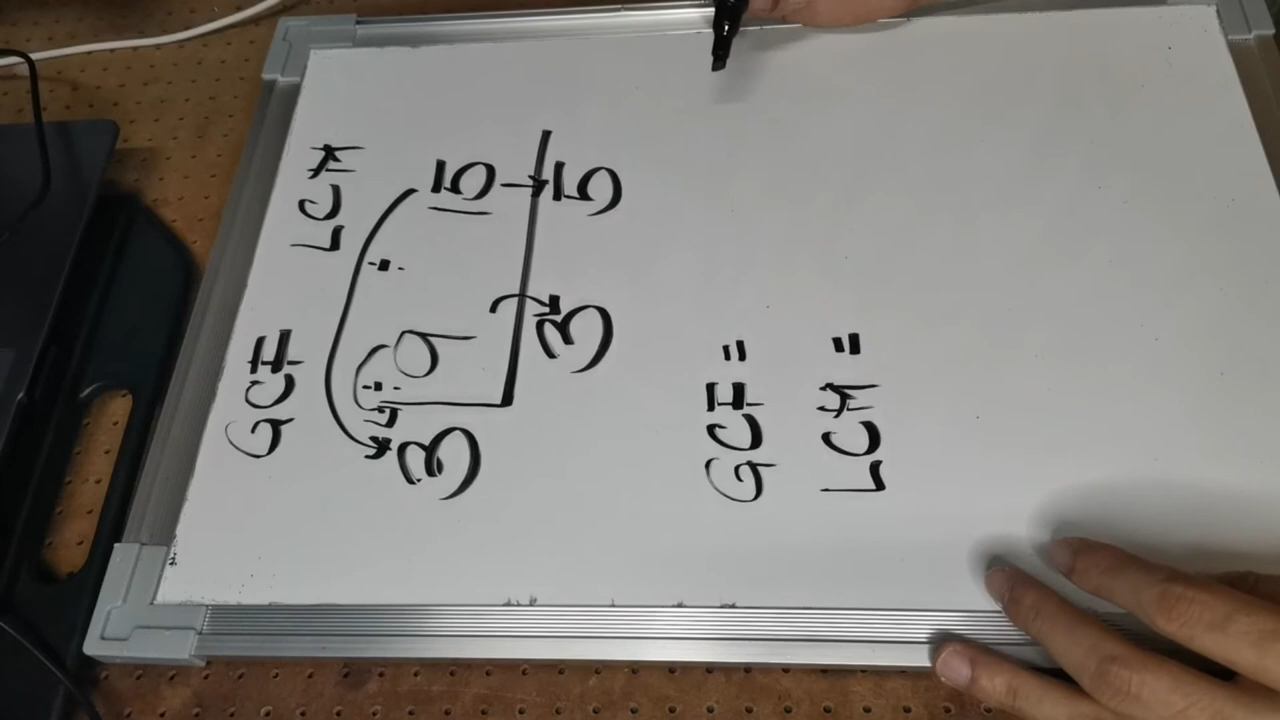 GCF LCM
÷
÷
3 9 15
3 5
GCF =
LCM =